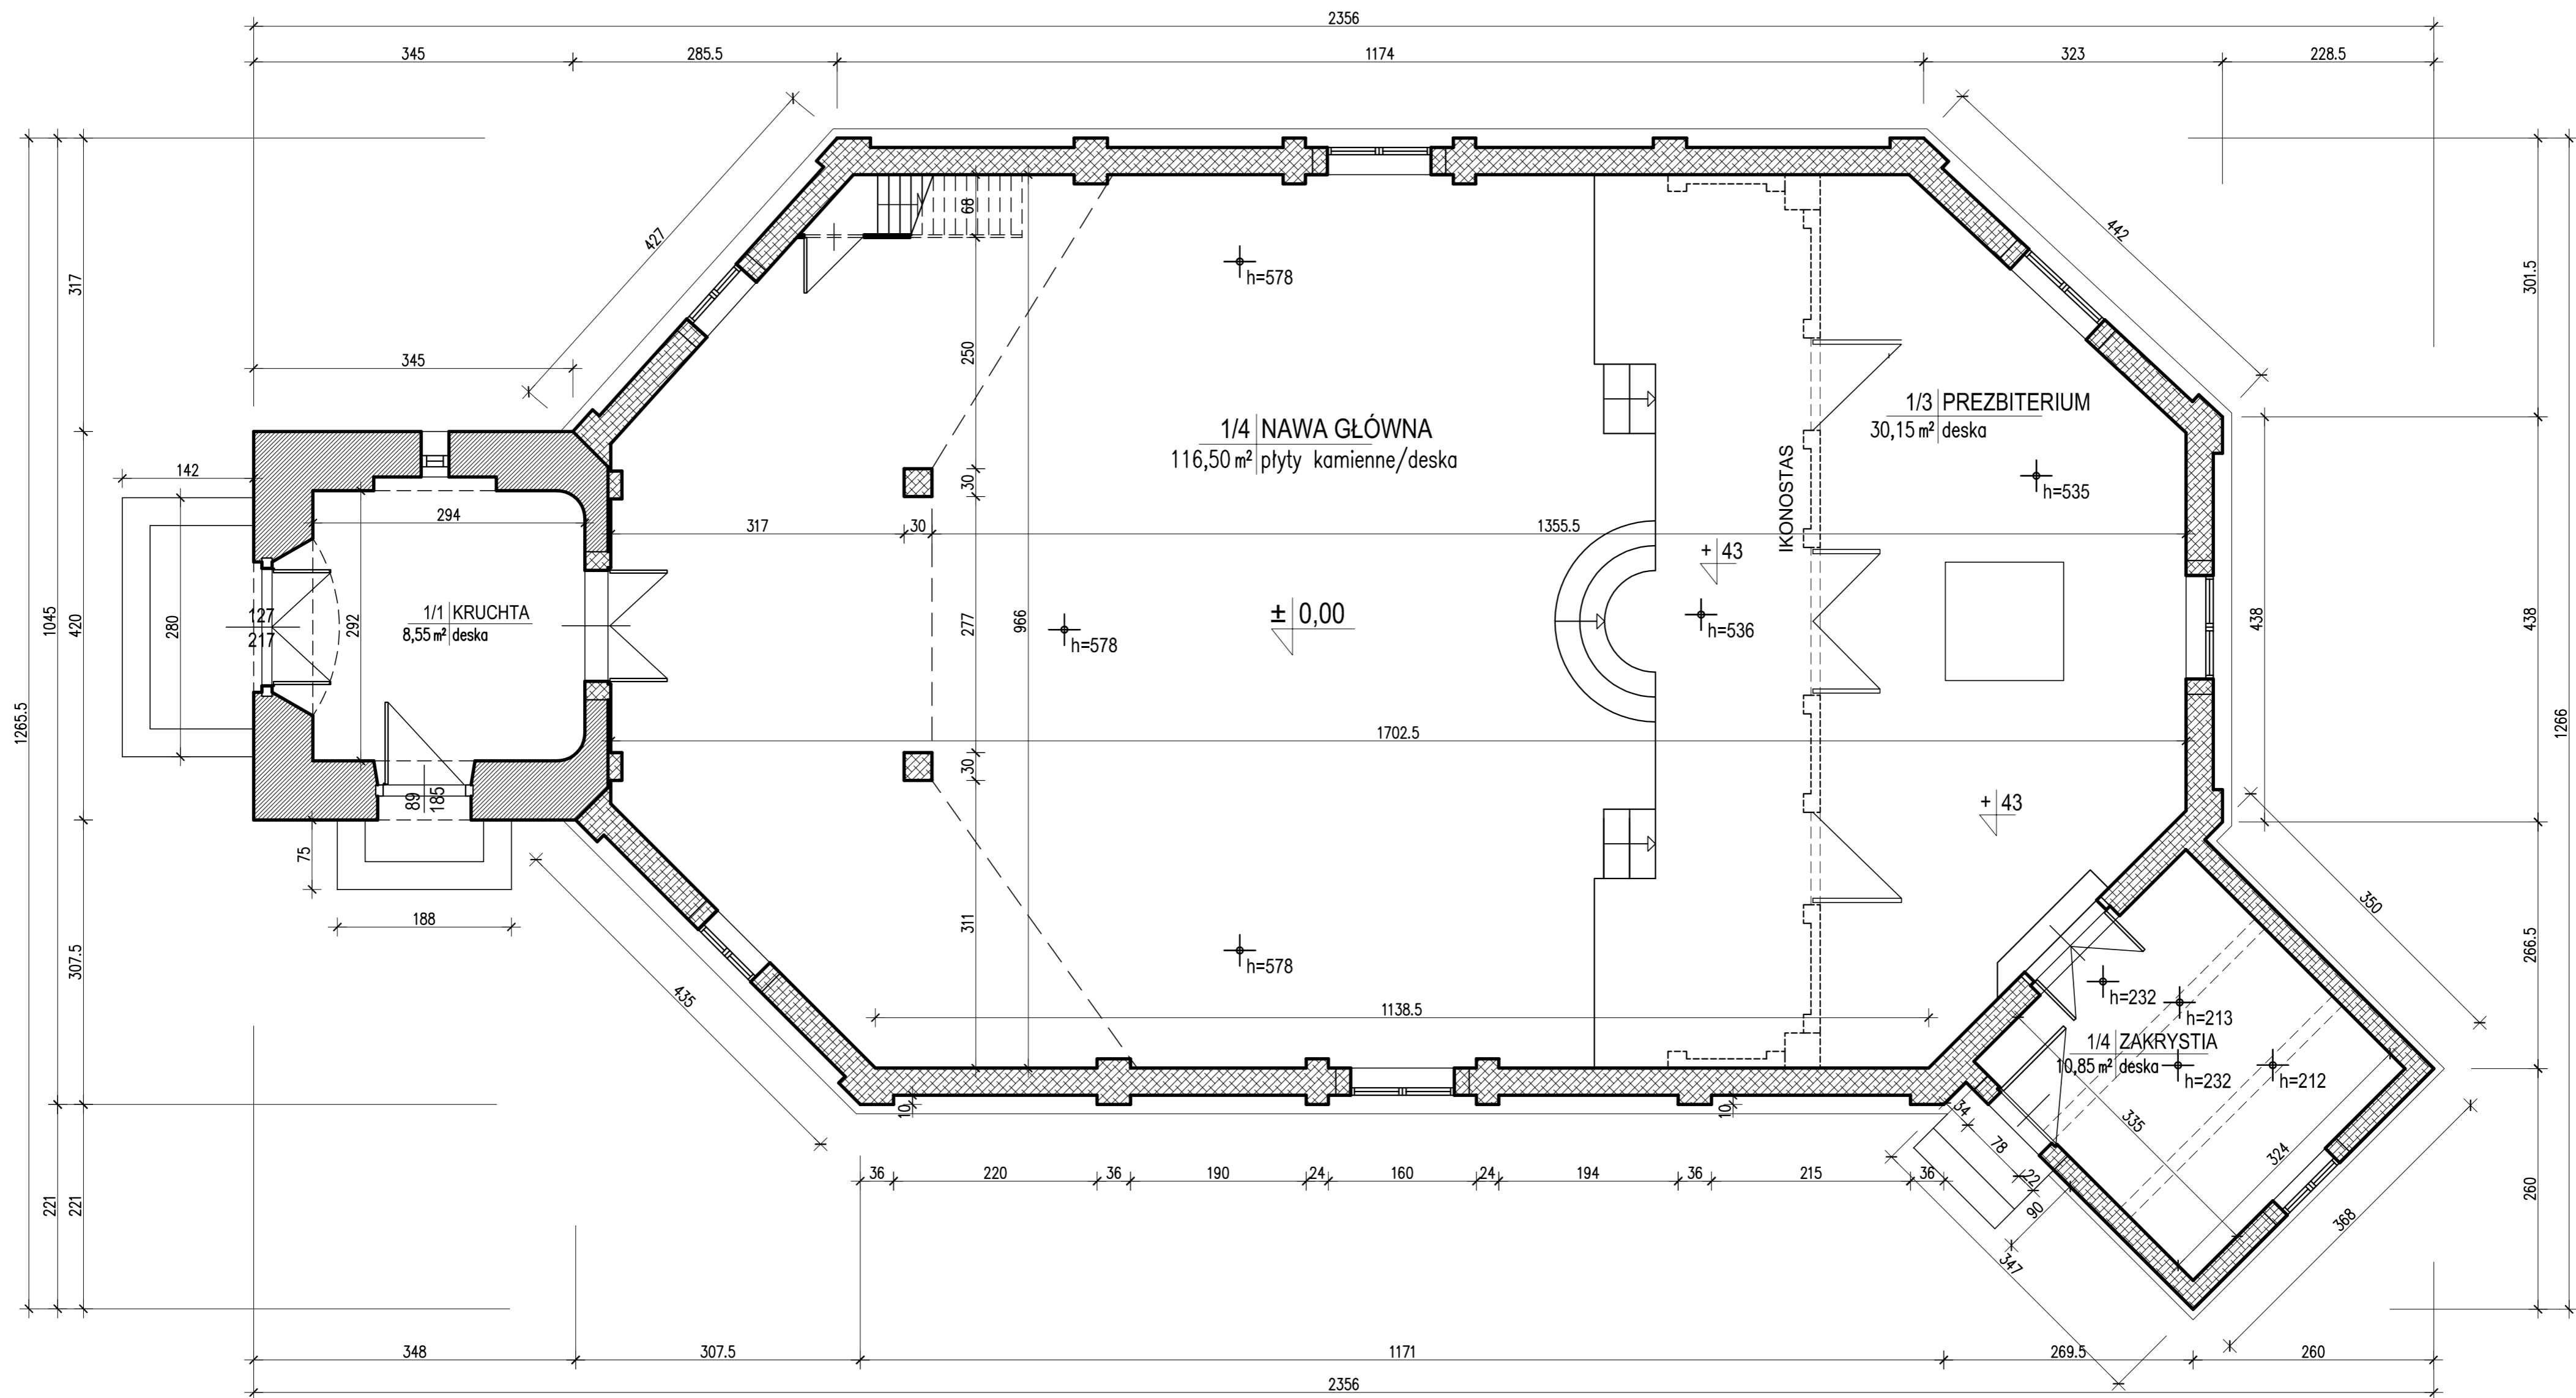 2356
345 285.5 1174 323 228.5
427
442
317
1045
1265.5
420
307.5
221
221
301.5
438
438
1266
266.5
260
345
142
280
294
292
127
217
1/1 KRUCHTA
8,55 m² deska
89
185
75
188
68
250
30
277
966
30
311
317 30 1355.5
1702.5
1138.5
h=578
1/4 NAWA GŁÓWNA
116,50 m² płyty kamienne/deska
h=578
± 0,00
h=578
IKONOSTAS
+ 43
h=536
1/3 PREZBITERIUM
30,15 m² deska
h=535
+ 43
350
h=232
h=213
1/4 ZAKRYSTIA
10,85 m² deska
h=232
h=212
335
324
368
347
34
78
22
90
435
10
10
36 220 36 190 24 160 24 194 36 215 36
348 307.5 1171 269.5 260
2356